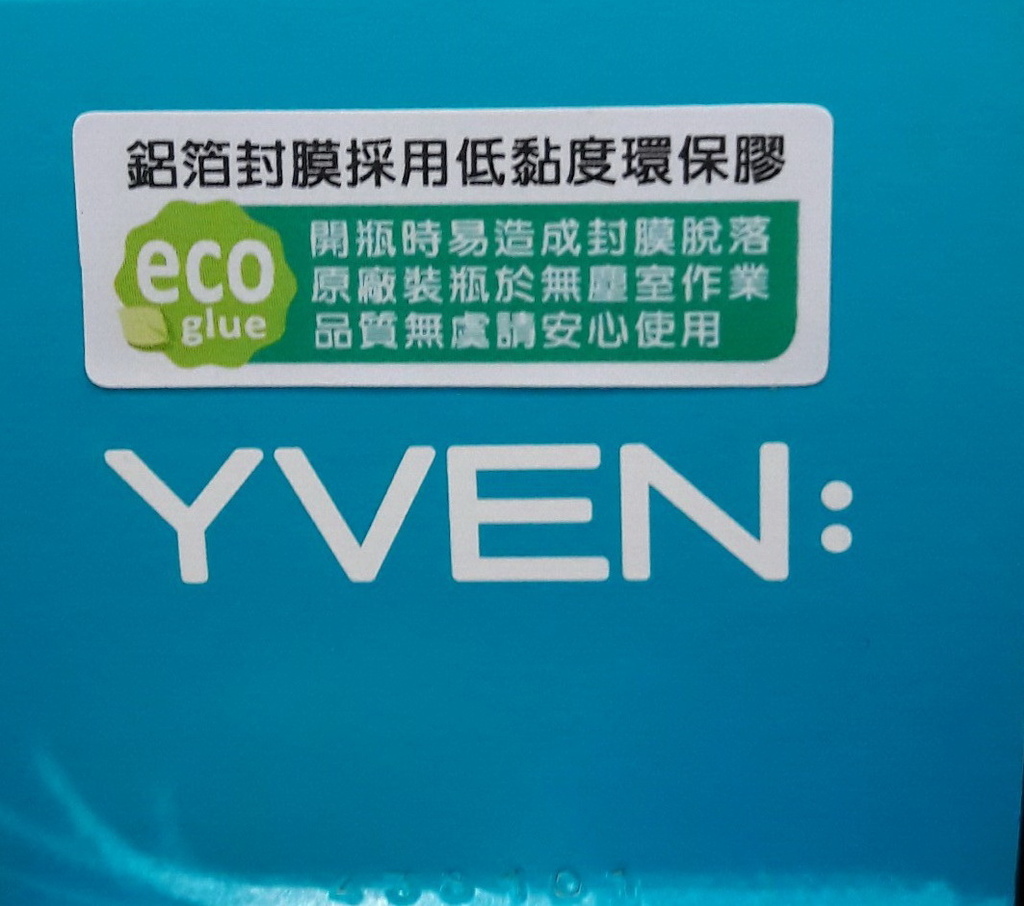 鋁箔封膜採用低黏度環保膠
eco
glue
開瓶時易造成封膜脫落
原廠裝瓶於無塵室作業
品質無虞請安心使用
YVEN: